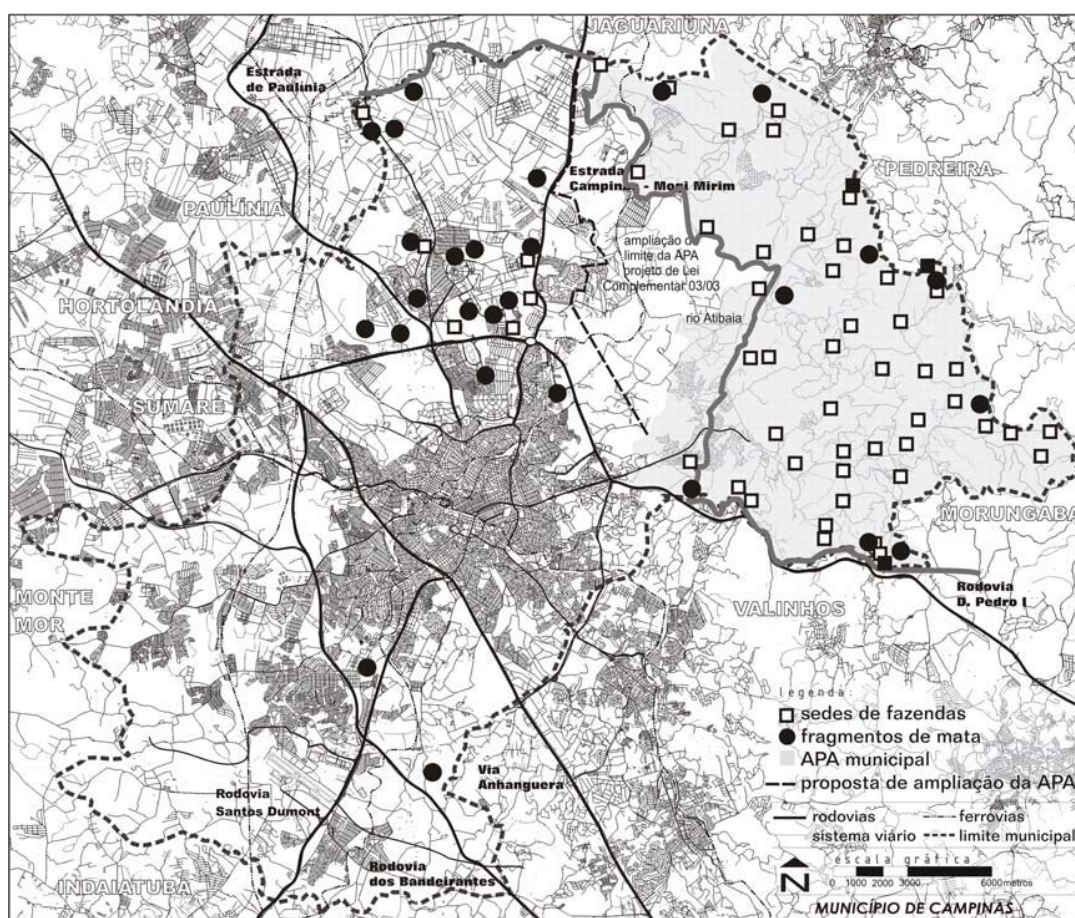 JAGUARIÚNA
Estrada
de Paulínia
Estrada
Campinas - Mogi Mirim
PEDREIRA
PAULÍNIA
ampliação do
limite da APA
projeto de Lei
Complementar 03/03
HORTOLANDIA
rio Atibaia
SUMARÉ
MORUNGABA
MONTE
MOR
VALINHOS
Rodovia
D. Pedro I
legenda
sedes de fazendas
fragmentos de mata
APA municipal
proposta de ampliação da APA
Via
Anhanguera
Rodovia
Santos Dumont
rodovias
ferrovias
sistema viário
limite municipal
Rodovia
dos Bandeirantes
INDAIATUBA
N
escala gráfica
0 1000 2000 3000 6000metros
MUNICÍPIO DE CAMPINAS